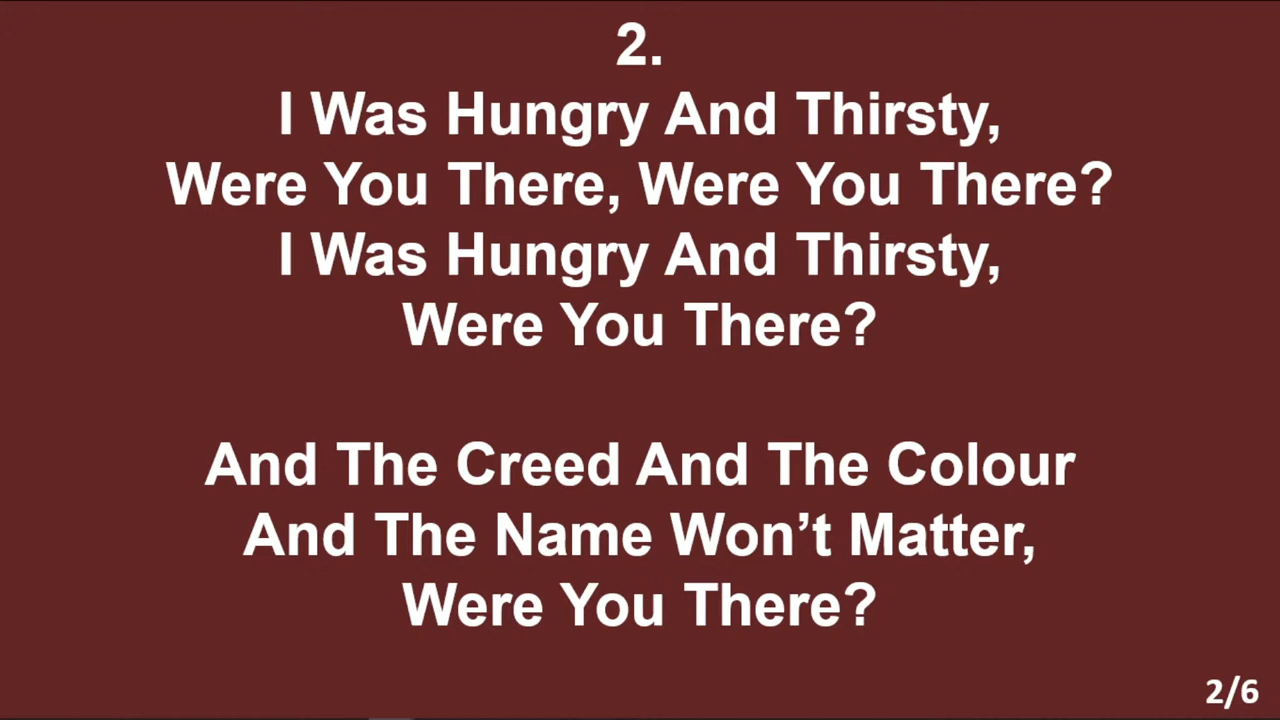 2.
I Was Hungry And Thirsty,
Were You There, Were You There?
I Was Hungry And Thirsty,
Were You There?
And The Creed And The Colour
And The Name Won’t Matter,
Were You There?
2/6